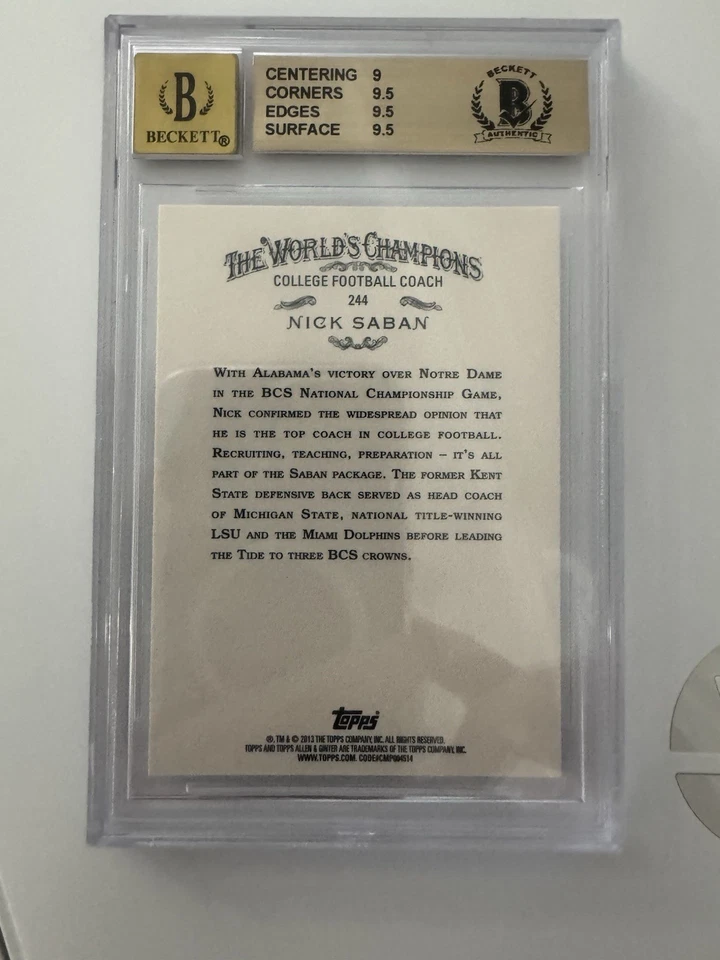 B
BECKETT®
CENTERING 9
CORNERS 9.5
EDGES 9.5
SURFACE 9.5
BECKETT
B
AUTHENTIC
THE WORLD'S CHAMPIONS
COLLEGE FOOTBALL COACH
244
NICK SABAN
WITH ALABAMA'S VICTORY OVER NOTRE DAME
IN THE BCS NATIONAL CHAMPIONSHIP GAME,
NICK CONFIRMED THE WIDESPREAD OPINION THAT
HE IS THE TOP COACH IN COLLEGE FOOTBALL.
RECRUITING, TEACHING, PREPARATION – IT'S ALL
PART OF THE SABAN PACKAGE. THE FORMER KENT
STATE DEFENSIVE BACK SERVED AS HEAD COACH
OF MICHIGAN STATE, NATIONAL TITLE-WINNING
LSU AND THE MIAMI DOLPHINS BEFORE LEADING
THE TIDE TO THREE BCS CROWNS.
Topps®
®, TM & © 2013 THE TOPPS COMPANY, INC. ALL RIGHTS RESERVED.
TOPPS AND TOPPS ALLEN & GINTER ARE TRADEMARKS OF THE TOPPS COMPANY, INC.
WWW.TOPPS.COM. CODE#CMP004514